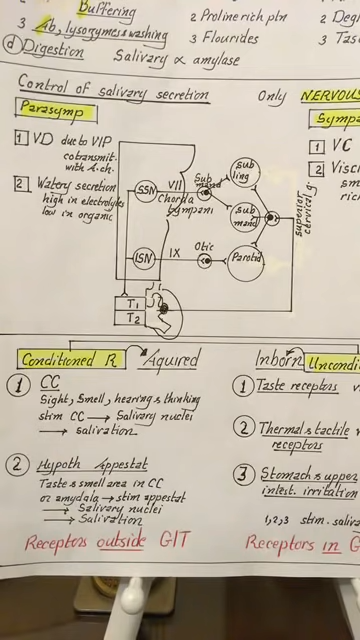 Buffering
3 Ab, lysozymes & washing
d Digestion Salivary α amylase
2 Proline rich ptn
3 Flourides
2
3
Control of salivary secretion Only NERVOUS
Parasymp
1 VD due to VIP
cotransmit.
with A.ch.
2 Watery secretion
high in electrolytes
low in organic
SSN VII Sub mand
Chorda tympani
Sub ling
Sub mand
ISN IX Otic Parotid
superior cervical g.
T1
T2
Sympa
1 VC
2 Visci
sm
ric
Conditioned R Aquired
1 CC
Sight, Smell, hearing & thinking
stim CC → Salivary nuclei
→ salivation
2 Hypoth Appestat
Taste & smell area in CC
or amydala → stim appestat
→ Salivary nuclei
→ Salivation
Receptors outside GIT
Inborn Uncondi
1 Taste receptors
2 Thermal & tactile
receptors
3 Stomach & upper
intest. irritation
1,2,3 stim. saliva
Receptors in G